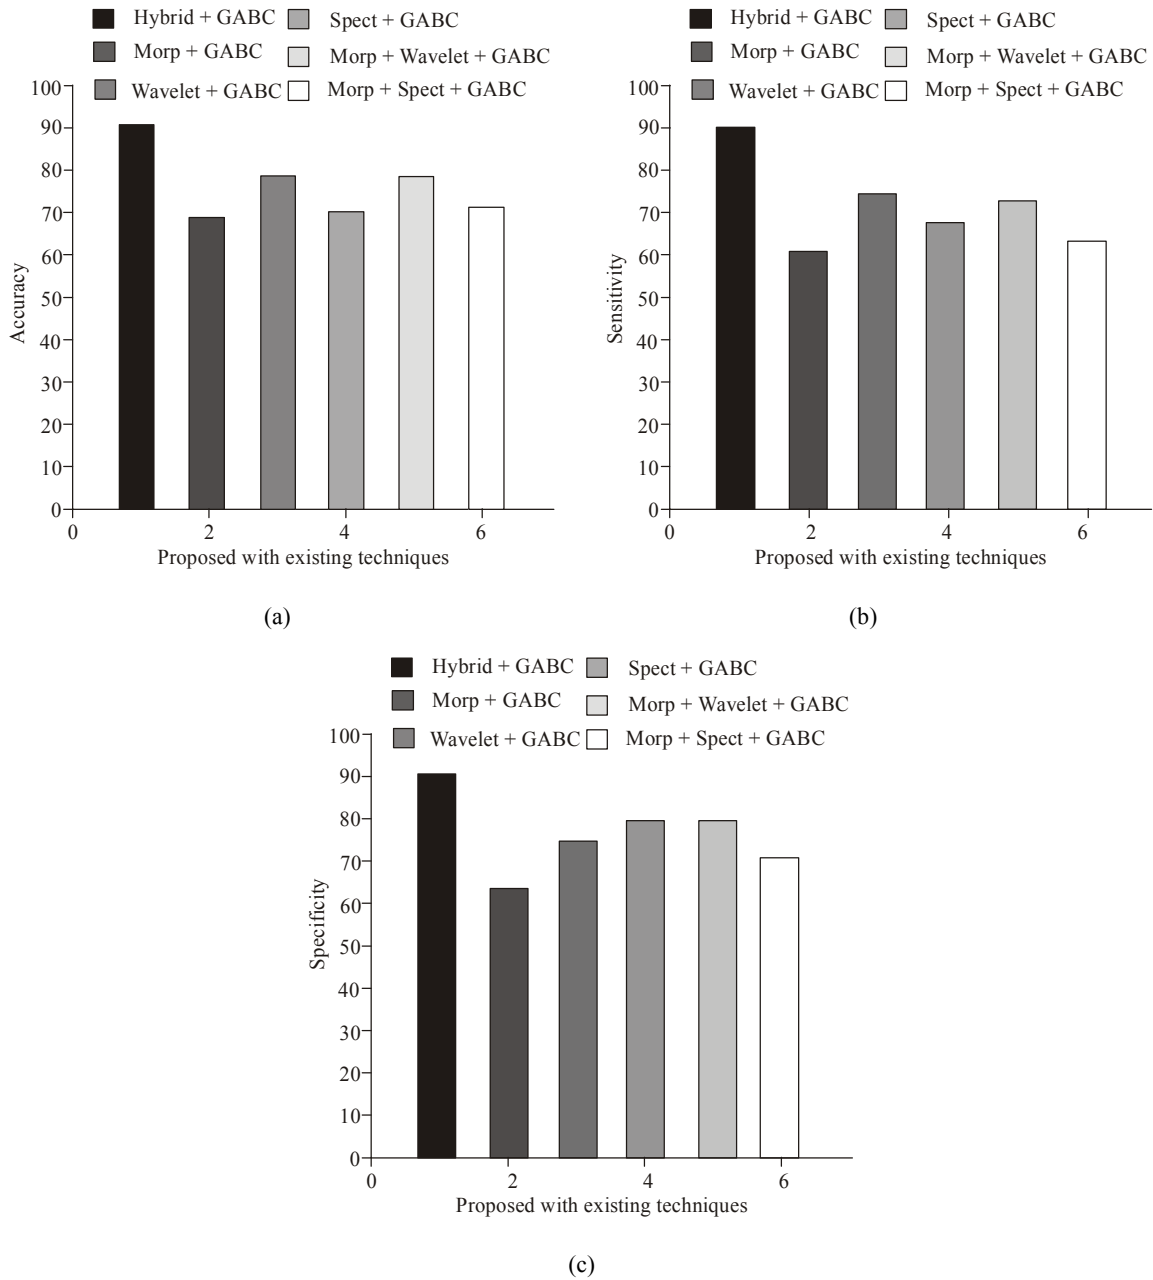 Hybrid + GABC Spect + GABC
Morp + GABC Morp + Wavelet + GABC
Wavelet + GABC Morp + Spect + GABC
100
90
80
70
60
50
40
30
20
10
0
Accuracy
0 2 4 6
Proposed with existing techniques
(a)
Hybrid + GABC Spect + GABC
Morp + GABC Morp + Wavelet + GABC
Wavelet + GABC Morp + Spect + GABC
100
90
80
70
60
50
40
30
20
10
0
Sensitivity
0 2 4 6
Proposed with existing techniques
(b)
Hybrid + GABC Spect + GABC
Morp + GABC Morp + Wavelet + GABC
Wavelet + GABC Morp + Spect + GABC
100
90
80
70
60
50
40
30
20
10
0
Specificity
0 2 4 6
Proposed with existing techniques
(c)